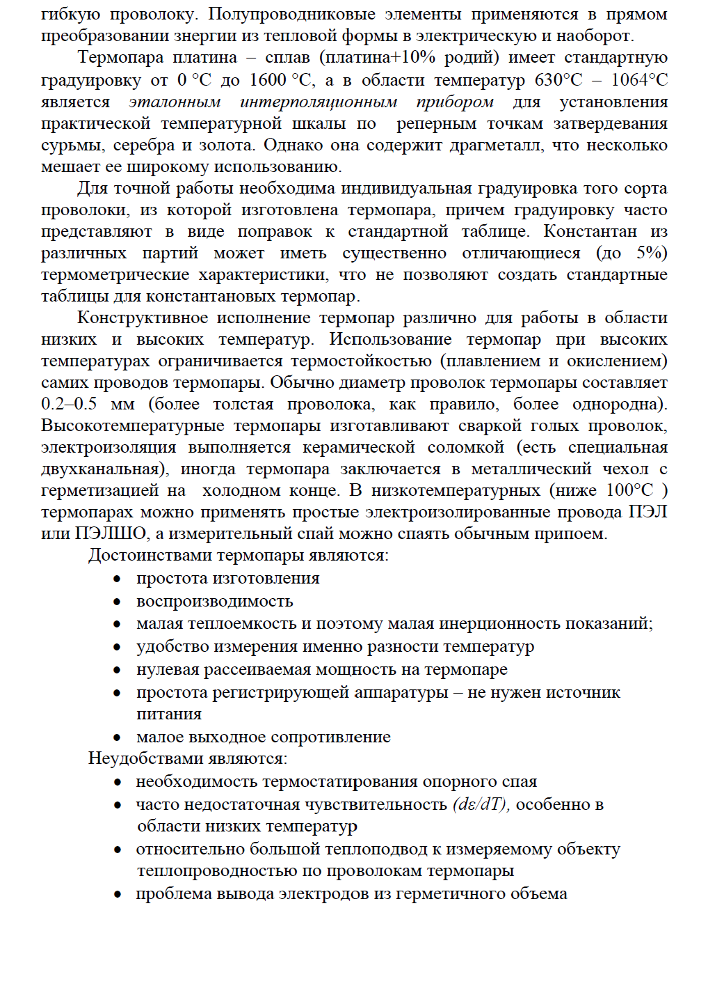 гибкую проволоку. Полупроводниковые элементы применяются в прямом
преобразовании знергии из тепловой формы в электрическую и наоборот.
Термопара платина – сплав (платина+10% родий) имеет стандартную
градуировку от 0 °С до 1600 °С, а в области температур 630°С – 1064°С
является эталонным интерполяционным прибором для установления
практической температурной шкалы по реперным точкам затвердевания
сурьмы, серебра и золота. Однако она содержит драгметалл, что несколько
мешает ее широкому использованию.
Для точной работы необходима индивидуальная градуировка того сорта
проволоки, из которой изготовлена термопара, причем градуировку часто
представляют в виде поправок к стандартной таблице. Константан из
различных партий может иметь существенно отличающиеся (до 5%)
термометрические характеристики, что не позволяют создать стандартные
таблицы для константановых термопар.
Конструктивное исполнение термопар различно для работы в области
низких и высоких температур. Использование термопар при высоких
температурах ограничивается термостойкостью (плавлением и окислением)
самих проводов термопары. Обычно диаметр проволок термопары составляет
0.2–0.5 мм (более толстая проволока, как правило, более однородна).
Высокотемпературные термопары изготавливают сваркой голых проволок,
электроизоляция выполняется керамической соломкой (есть специальная
двухканальная), иногда термопара заключается в металлический чехол с
герметизацией на холодном конце. В низкотемпературных (ниже 100°С )
термопарах можно применять простые электроизолированные провода ПЭЛ
или ПЭЛШО, а измерительный спай можно спаять обычным припоем.
Достоинствами термопары являются:
• простота изготовления
• воспроизводимость
• малая теплоемкость и поэтому малая инерционность показаний;
• удобство измерения именно разности температур
• нулевая рассеиваемая мощность на термопаре
• простота регистрирующей аппаратуры – не нужен источник
питания
• малое выходное сопротивление
Неудобствами являются:
• необходимость термостатирования опорного спая
• часто недостаточная чувствительность (dε/dT), особенно в
области низких температур
• относительно большой теплоподвод к измеряемому объекту
теплопроводностью по проволокам термопары
• проблема вывода электродов из герметичного объема